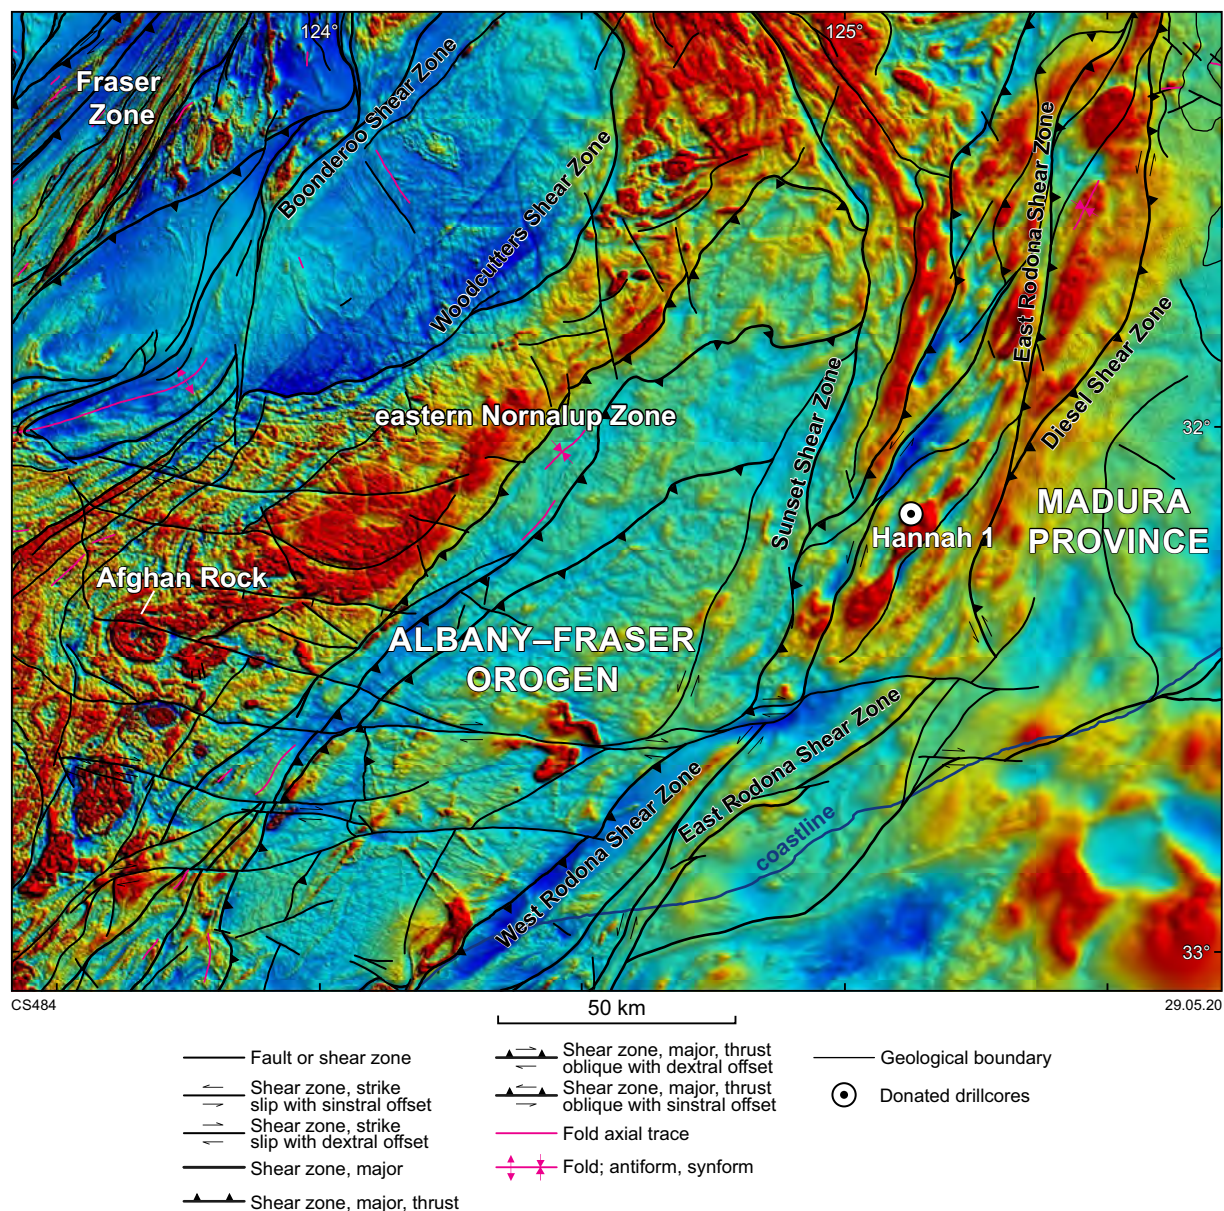 124°
125°
Fraser
Zone
Boonderoo Shear Zone
Woodcutters Shear Zone
East Rodona Shear Zone
Diesel Shear Zone
eastern Nornalup Zone
32°
Sunset Shear Zone
MADURA
PROVINCE
Hannah 1
Afghan Rock
ALBANY–FRASER
OROGEN
West Rodona Shear Zone
East Rodona Shear Zone
coastline
33°
CS484
29.05.20
50 km
Fault or shear zone
Shear zone, strike
slip with sinstral offset
Shear zone, strike
slip with dextral offset
Shear zone, major
Shear zone, major, thrust
Shear zone, major, thrust
oblique with dextral offset
Shear zone, major, thrust
oblique with sinstral offset
Fold axial trace
Fold; antiform, synform
Geological boundary
Donated drillcores